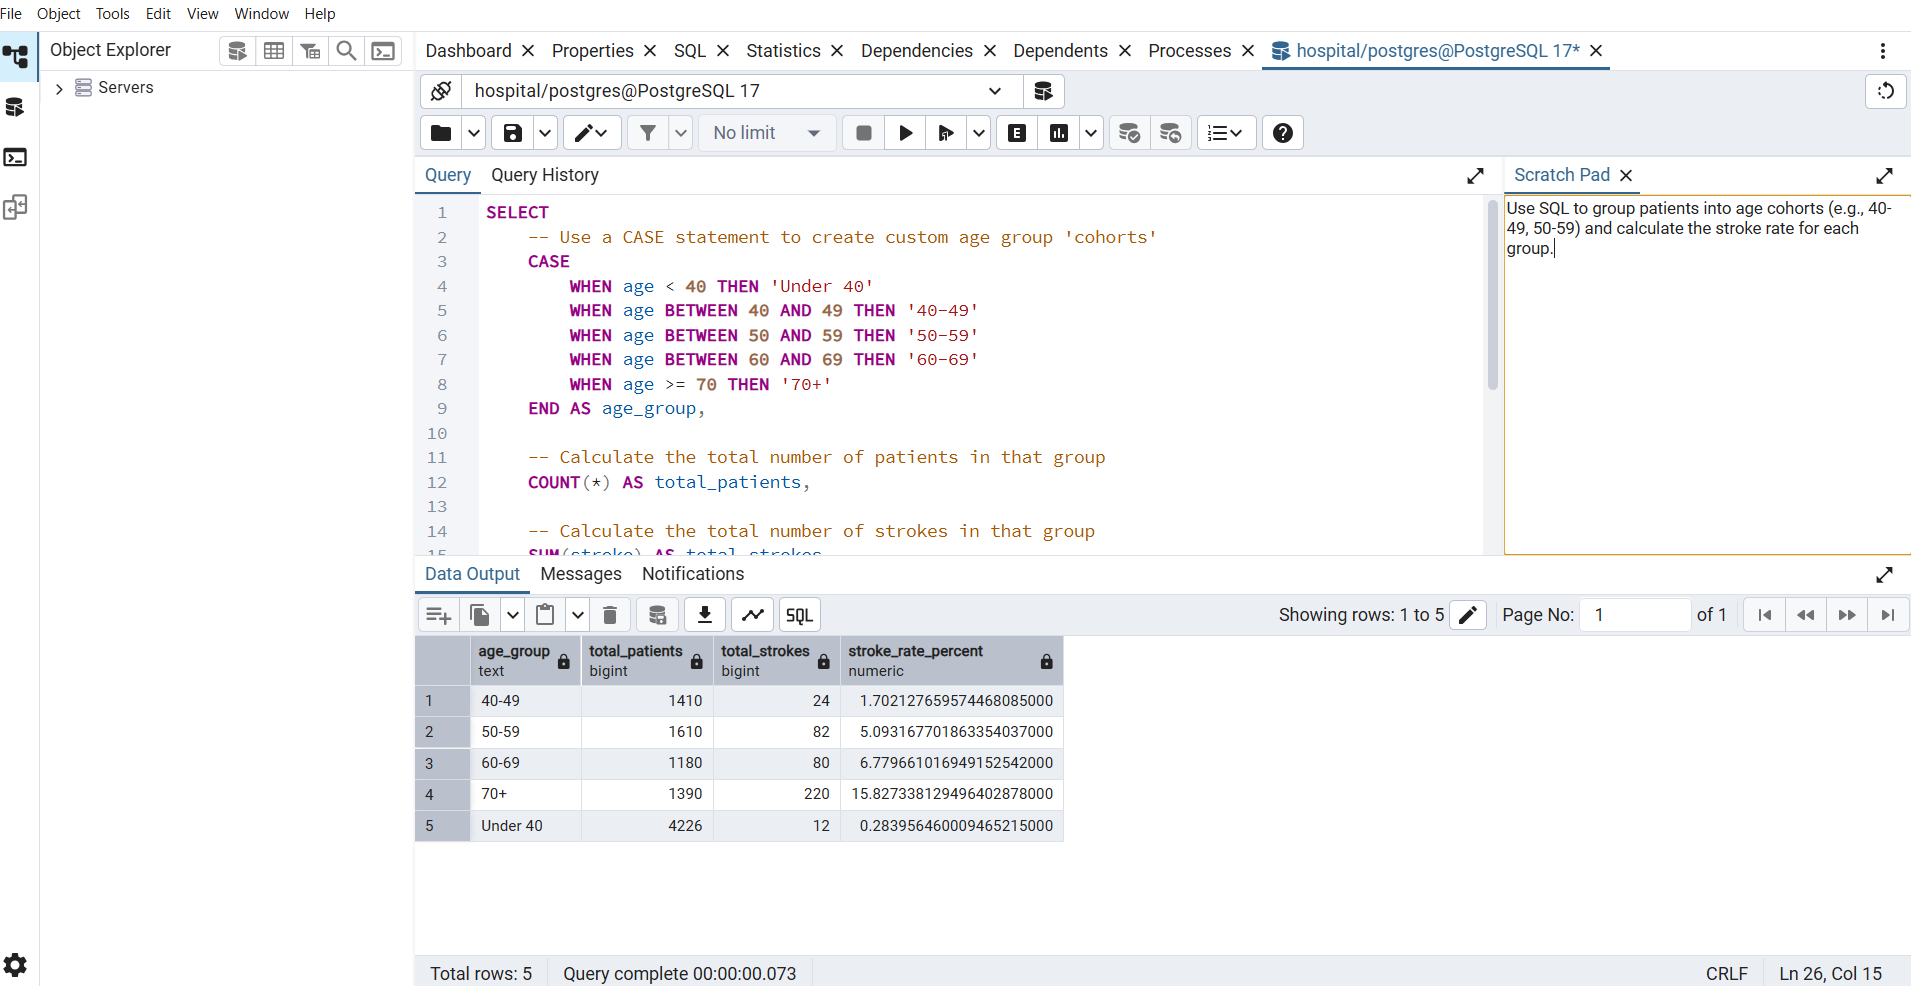 File Object Tools Edit View Window Help
Object Explorer
Servers
Dashboard Properties SQL Statistics Dependencies Dependents Processes hospital/postgres@PostgreSQL 17*
hospital/postgres@PostgreSQL 17
No limit
E
Query Query History
1 SELECT
2 -- Use a CASE statement to create custom age group 'cohorts'
3 CASE
4 WHEN age < 40 THEN 'Under 40'
5 WHEN age BETWEEN 40 AND 49 THEN '40-49'
6 WHEN age BETWEEN 50 AND 59 THEN '50-59'
7 WHEN age BETWEEN 60 AND 69 THEN '60-69'
8 WHEN age >= 70 THEN '70+'
9 END AS age_group,
10
11 -- Calculate the total number of patients in that group
12 COUNT(*) AS total_patients,
13
14 -- Calculate the total number of strokes in that group
15 SUM(stroke) AS total_strokes
Scratch Pad
Use SQL to group patients into age cohorts (e.g., 40-
49, 50-59) and calculate the stroke rate for each
group.
Data Output Messages Notifications
SQL
Showing rows: 1 to 5 Page No: 1 of 1
age_group total_patients total_strokes stroke_rate_percent
text bigint bigint numeric
1 40-49 1410 24 1.702127659574468085000
2 50-59 1610 82 5.093167701863354037000
3 60-69 1180 80 6.779661016949152542000
4 70+ 1390 220 15.827338129496402878000
5 Under 40 4226 12 0.283956460009465215000
Total rows: 5 Query complete 00:00:00.073 CRLF Ln 26, Col 15